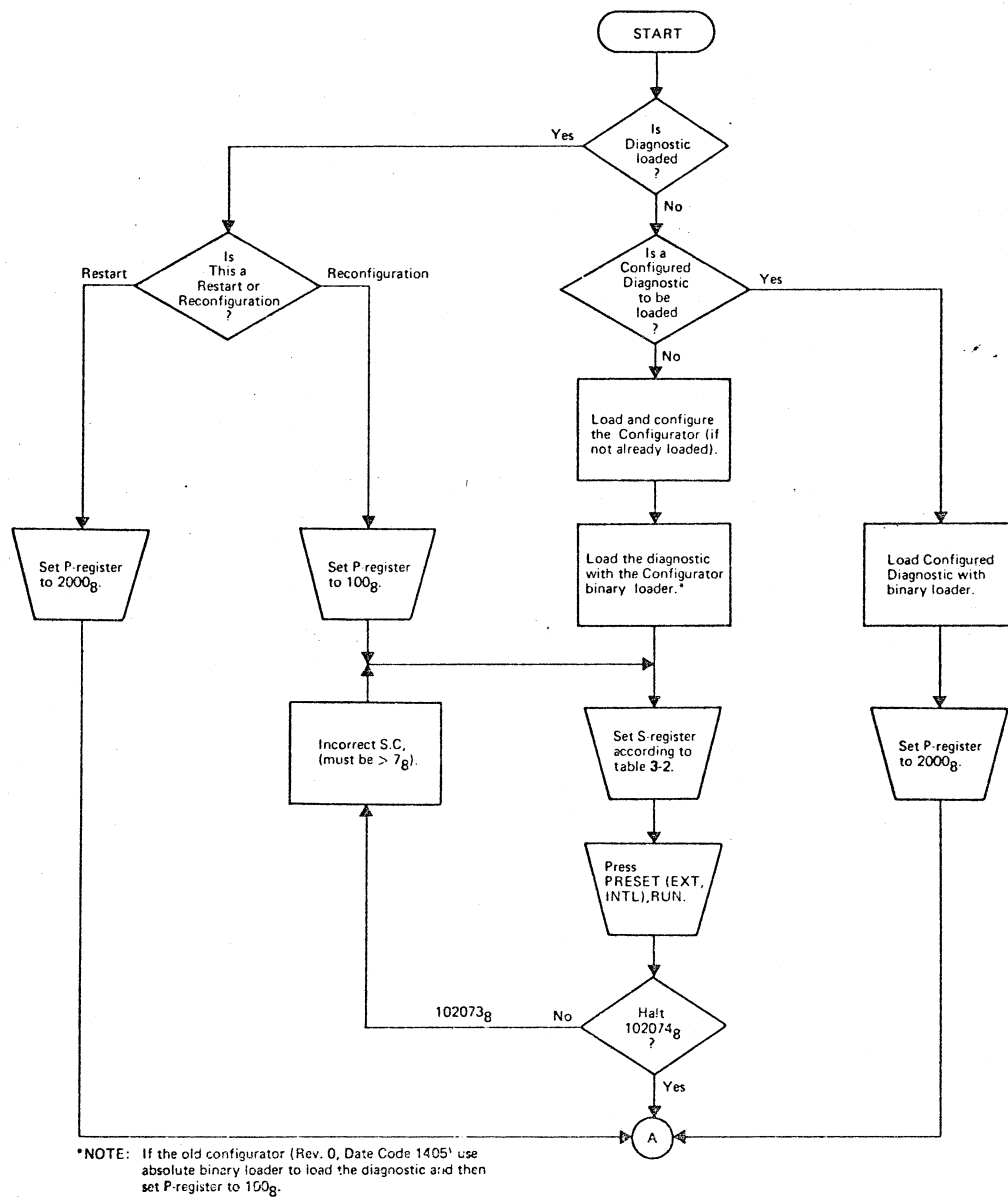 START
Is
Diagnostic
loaded
?
Yes
No
Is
This a
Restart or
Reconfiguration
?
Restart
Reconfiguration
Is a
Configured
Diagnostic
to be
loaded
?
Yes
No
Load and configure
the Configurator (if
not already loaded).
Set P-register
to 2000₈.
Set P-register
to 100₈.
Load the diagnostic
with the Configurator
binary loader.*
Load Configured
Diagnostic with
binary loader.
Incorrect S.C,
(must be > 7₈).
Set S-register
according to
table 3-2.
Set P-register
to 2000₈.
Press
PRESET (EXT,
INTL),RUN.
102073₈
No
Halt
102074₈
?
Yes
A
*NOTE: If the old configurator (Rev. 0, Date Code 1405) use
absolute binary loader to load the diagnostic and then
set P-register to 100₈.